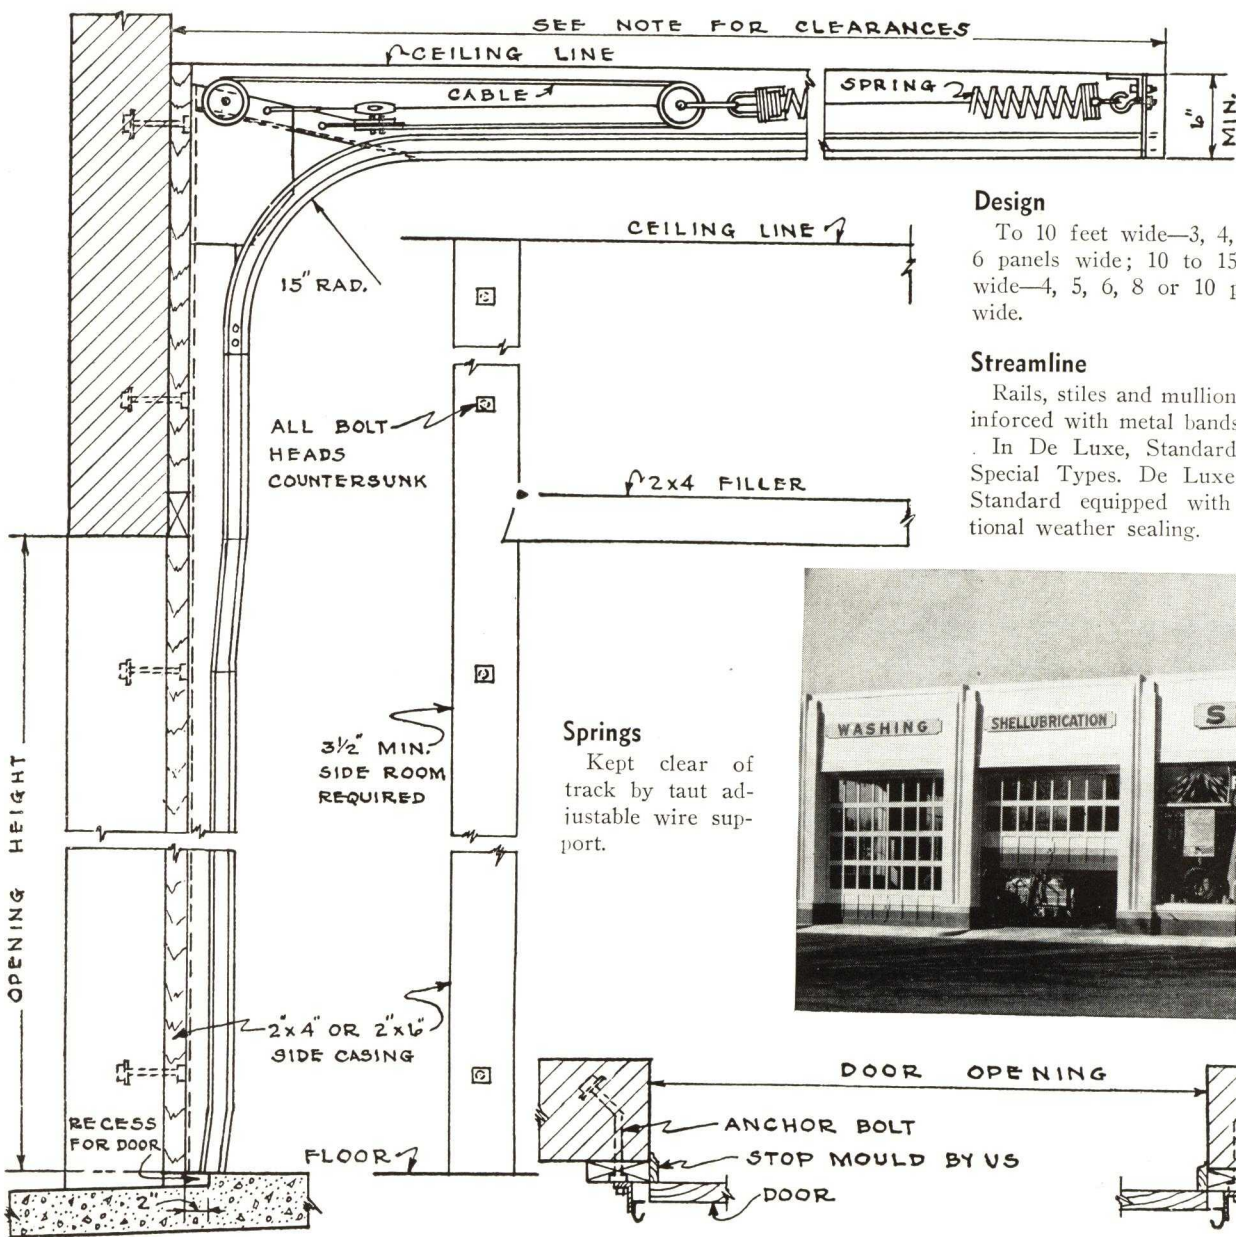 SEE NOTE FOR CLEARANCES
CEILING LINE
CABLE
SPRING
6"
MIN.
15" RAD.
CEILING LINE
Design
To 10 feet wide—3, 4,
6 panels wide; 10 to 15
wide—4, 5, 6, 8 or 10 p
wide.
Streamline
Rails, stiles and mullion
inforced with metal bands
. In De Luxe, Standard
Special Types. De Luxe
Standard equipped with
tional weather sealing.
ALL BOLT
HEADS
COUNTERSUNK
2x4 FILLER
WASHING
SHELLUBRICATION
S
3½" MIN.
SIDE ROOM
REQUIRED
Springs
Kept clear of
track by taut ad-
justable wire sup-
port.
OPENING HEIGHT
2"x4" OR 2"x6"
SIDE CASING
RECESS
FOR DOOR
2"
FLOOR
DOOR OPENING
ANCHOR BOLT
STOP MOULD BY US
DOOR